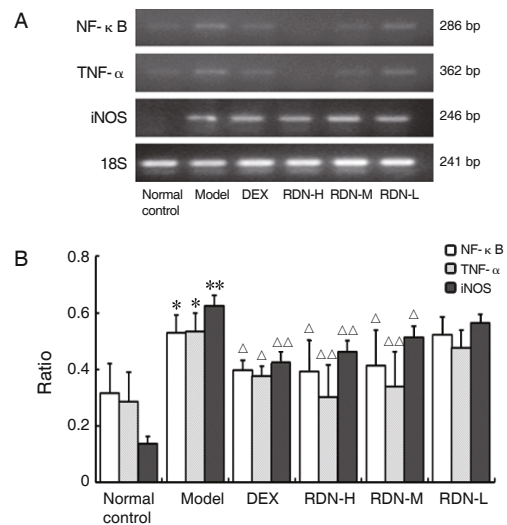 A
NF-κB 286 bp
TNF-α 362 bp
iNOS 246 bp
18S 241 bp
Normal control Model DEX RDN-H RDN-M RDN-L
B
NF-κB
TNF-α
iNOS
Ratio
0.8
0.6
0.4
0.2
0
* * **
△ △ △△
△ △△ △△
△ △△ △
Normal control Model DEX RDN-H RDN-M RDN-L